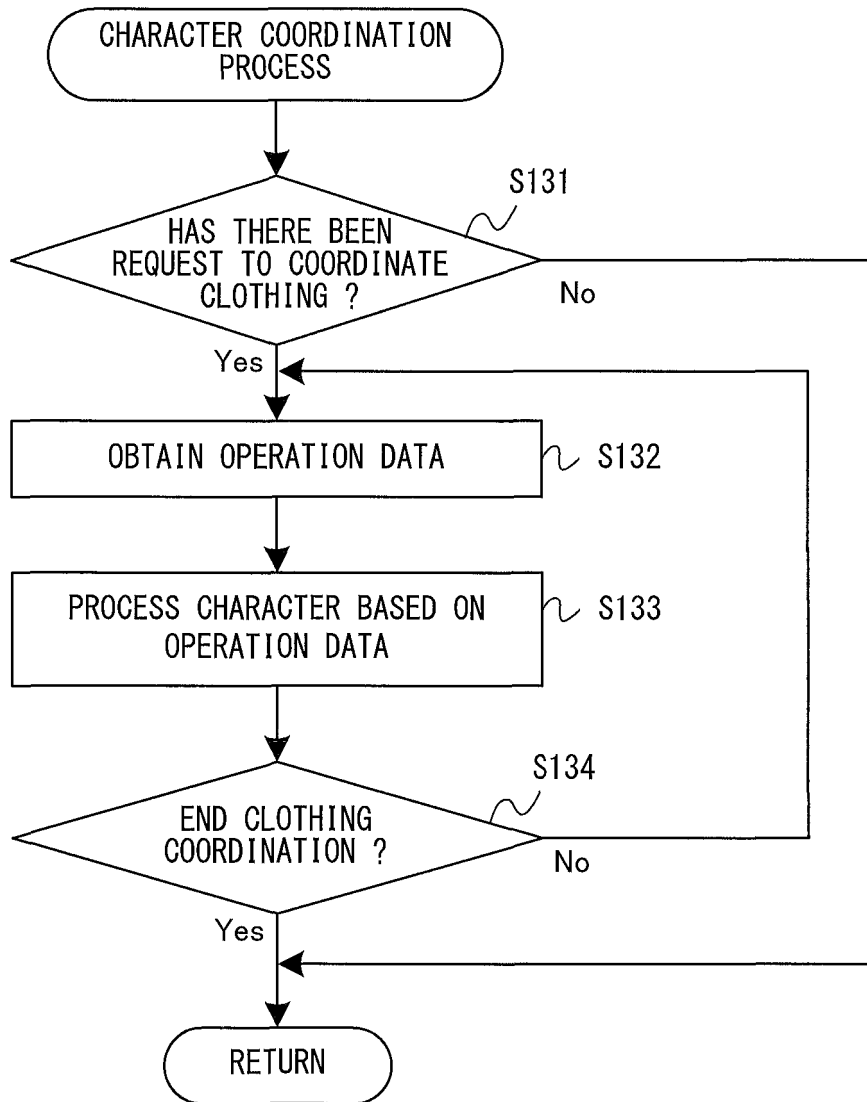 CHARACTER COORDINATION
PROCESS
S131
HAS THERE BEEN
REQUEST TO COORDINATE
CLOTHING ?
No
Yes
OBTAIN OPERATION DATA
S132
PROCESS CHARACTER BASED ON
OPERATION DATA
S133
S134
END CLOTHING
COORDINATION ?
No
Yes
RETURN